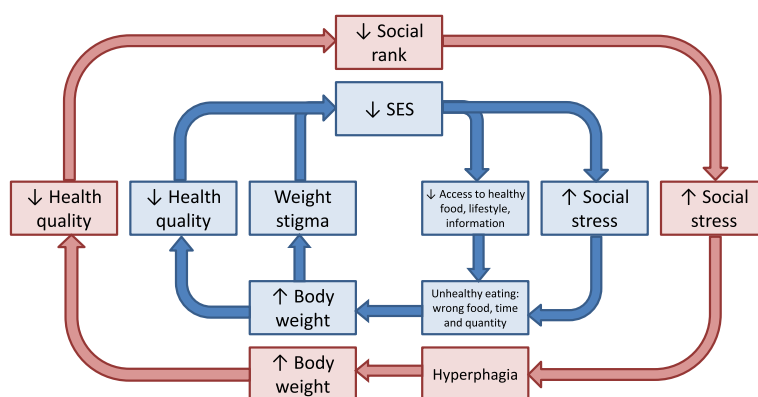 ↓ Social
rank
↓ SES
↓ Health
quality
↓ Health
quality
Weight
stigma
↓ Access to healthy
food, lifestyle,
information
↑ Social
stress
↑ Social
stress
↑ Body
weight
Unhealthy eating:
wrong food, time
and quantity
↑ Body
weight
Hyperphagia